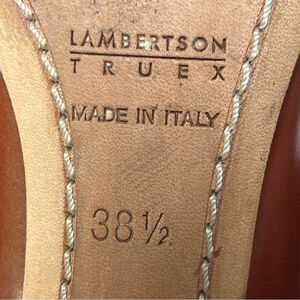 LAMBERTSON
TRUEX
MADE IN ITALY
38½